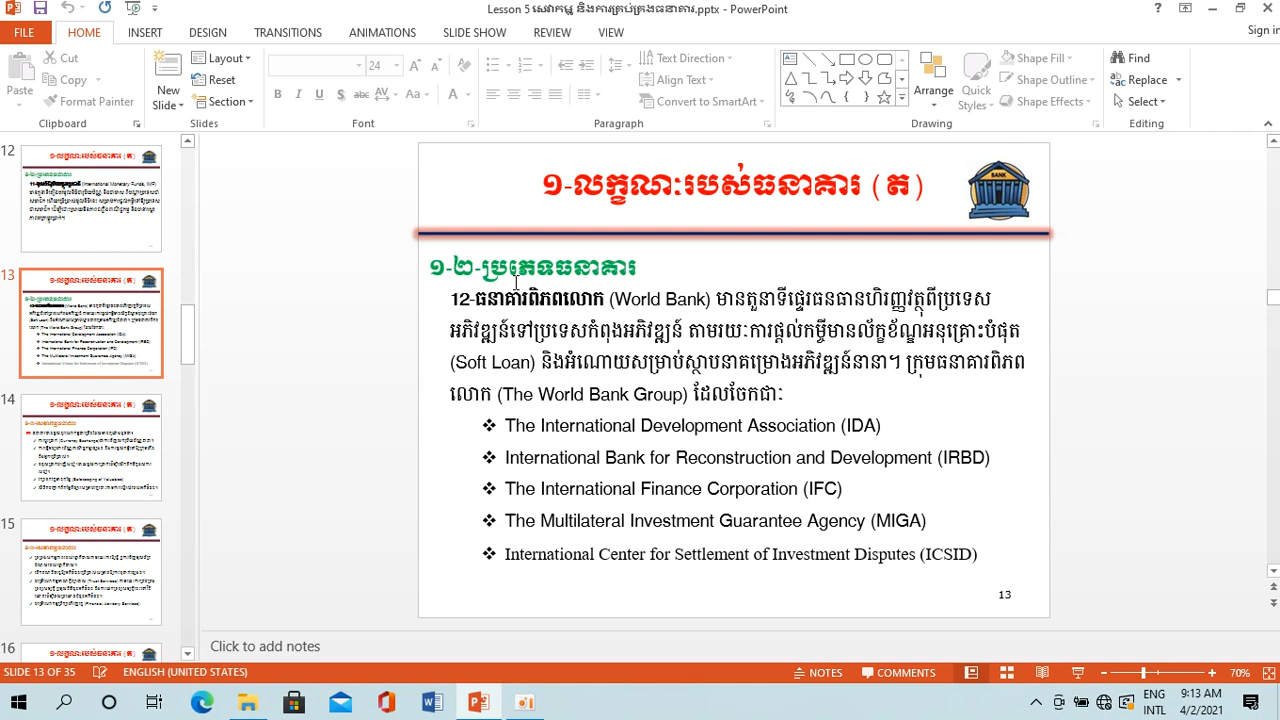 Lesson 5 សេវាកម្ម និងការគ្រប់គ្រងធនាគារ.pptx - PowerPoint
FILE HOME INSERT DESIGN TRANSITIONS ANIMATIONS SLIDE SHOW REVIEW VIEW Sign in
Paste Cut Copy Format Painter
New Slide Layout Reset Section
24
Text Direction Align Text Convert to SmartArt
Arrange Quick Styles Shape Fill Shape Outline Shape Effects
Find Replace Select
Clipboard Slides Font Paragraph Drawing Editing
12
13
14
15
16
១-លក្ខណៈរបស់ធនាគារ (ត)
BANK
១-២-ប្រភេទធនាគារ
12-ធនាគារពិភពលោក (World Bank) មានតួនាទីផ្ទេរធនធានហិរញ្ញវត្ថុពីប្រទេស
អភិវឌ្ឍន៍ទៅប្រទេសកំពុងអភិវឌ្ឍន៍ តាមរយៈការផ្តល់ប្ចីមានល័ក្ខខ័ណ្ឌអនុគ្រោះបំផុត
(Soft Loan) និងអំណោយសម្រាប់ស្ថាបនាគម្រោងអភិវឌ្ឍន៍នានា។ ក្រុមធនាគារពិភព
លោក (The World Bank Group) ដែលចែកជាៈ
❖ The International Development Association (IDA)
❖ International Bank for Reconstruction and Development (IRBD)
❖ The International Finance Corporation (IFC)
❖ The Multilateral Investment Guarantee Agency (MIGA)
❖ International Center for Settlement of Investment Disputes (ICSID)
13
Click to add notes
SLIDE 13 OF 35 ENGLISH (UNITED STATES) NOTES COMMENTS 70%
ENG INTL 9:13 AM 4/2/2021